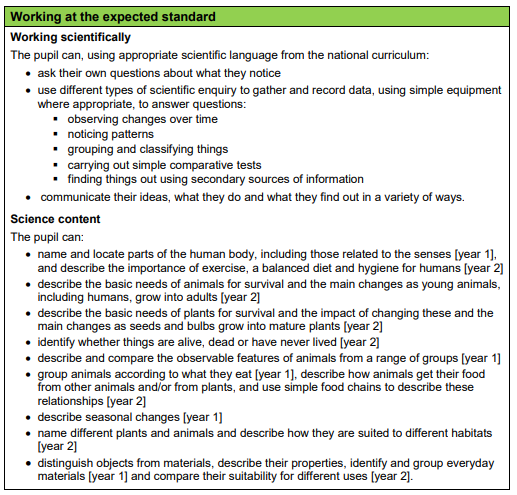 Working at the expected standard
Working scientifically
The pupil can, using appropriate scientific language from the national curriculum:
• ask their own questions about what they notice
• use different types of scientific enquiry to gather and record data, using simple equipment
where appropriate, to answer questions:
▪ observing changes over time
▪ noticing patterns
▪ grouping and classifying things
▪ carrying out simple comparative tests
▪ finding things out using secondary sources of information
• communicate their ideas, what they do and what they find out in a variety of ways.
Science content
The pupil can:
• name and locate parts of the human body, including those related to the senses [year 1],
and describe the importance of exercise, a balanced diet and hygiene for humans [year 2]
• describe the basic needs of animals for survival and the main changes as young animals,
including humans, grow into adults [year 2]
• describe the basic needs of plants for survival and the impact of changing these and the
main changes as seeds and bulbs grow into mature plants [year 2]
• identify whether things are alive, dead or have never lived [year 2]
• describe and compare the observable features of animals from a range of groups [year 1]
• group animals according to what they eat [year 1], describe how animals get their food
from other animals and/or from plants, and use simple food chains to describe these
relationships [year 2]
• describe seasonal changes [year 1]
• name different plants and animals and describe how they are suited to different habitats
[year 2]
• distinguish objects from materials, describe their properties, identify and group everyday
materials [year 1] and compare their suitability for different uses [year 2].